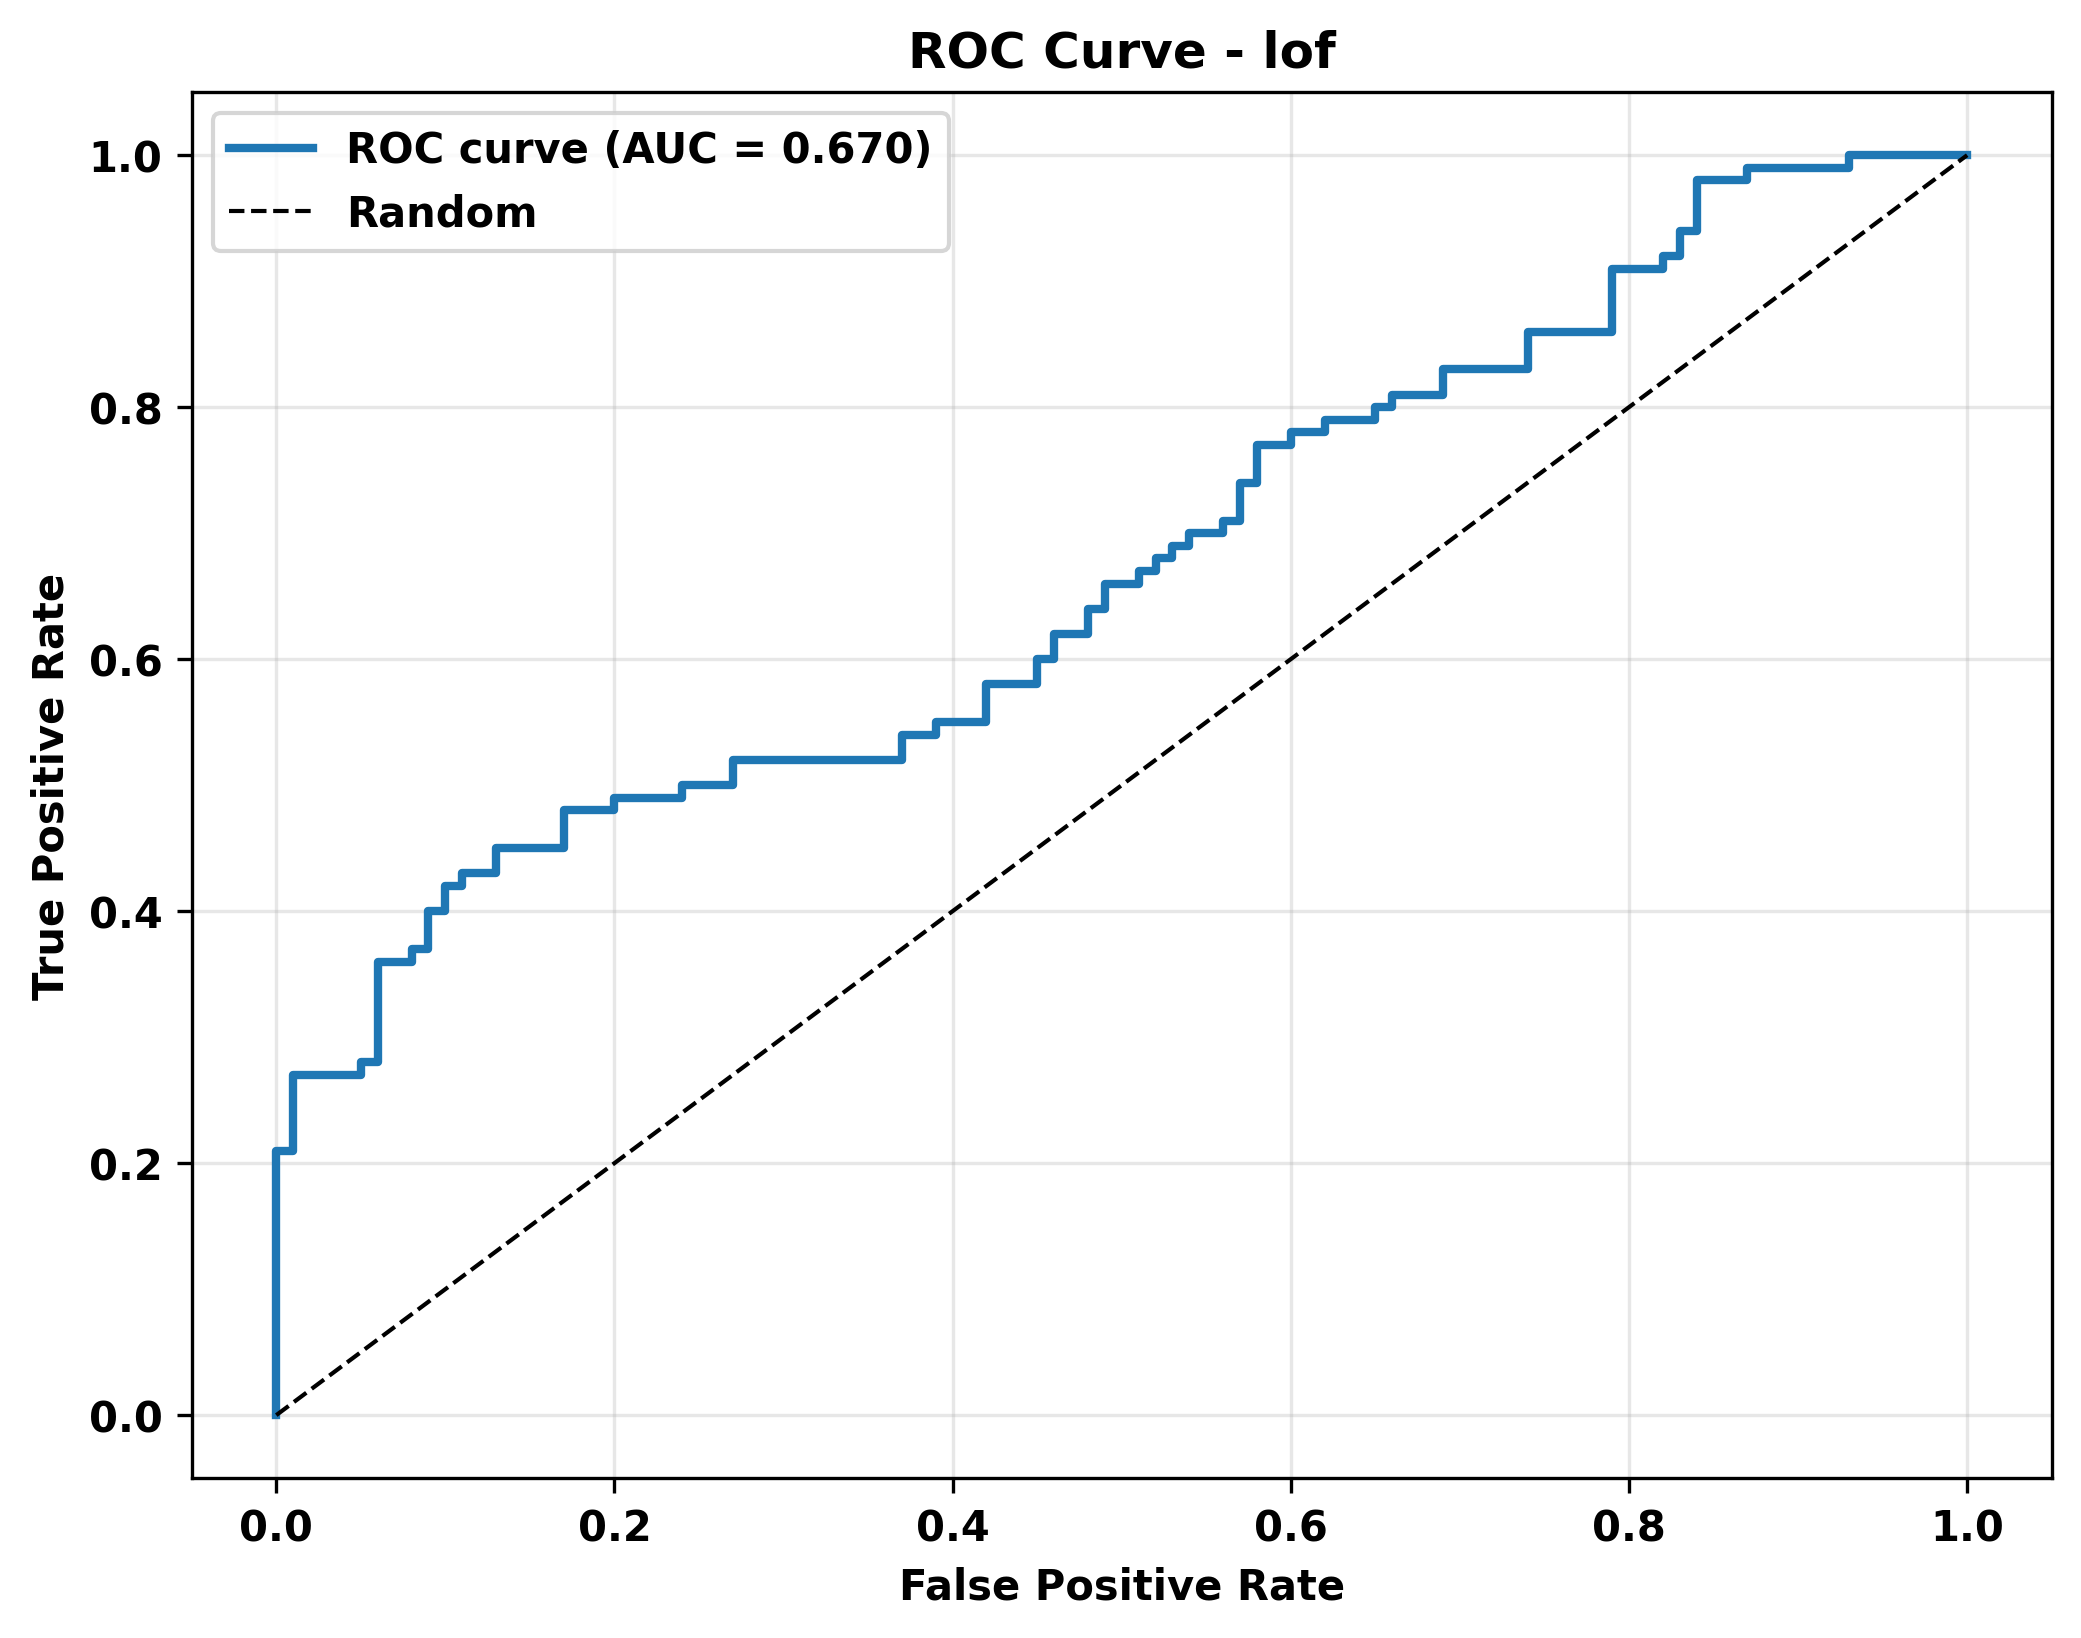 ROC Curve - lof
ROC curve (AUC = 0.670)
Random
True Positive Rate
1.0
0.8
0.6
0.4
0.2
0.0
0.0 0.2 0.4 0.6 0.8 1.0
False Positive Rate